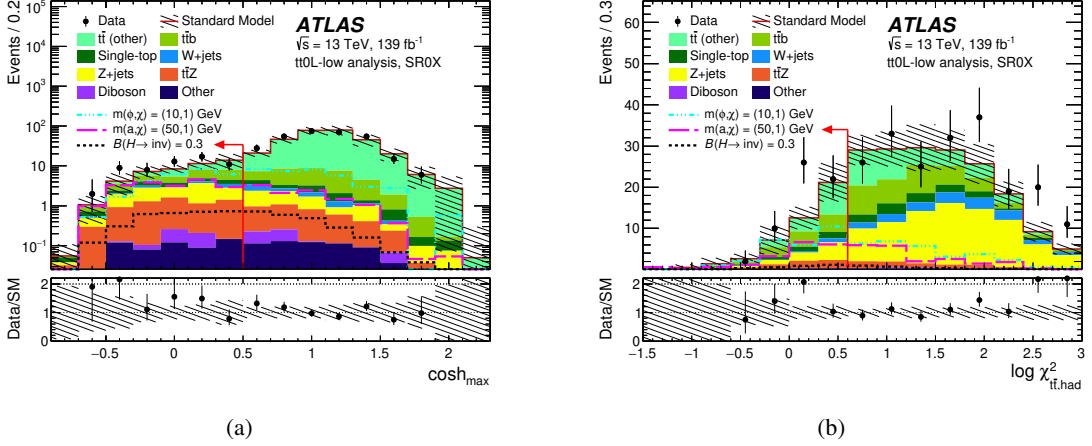 Events / 0.2
10⁴
10³
10²
10
1
10⁻¹
Data
Standard Model
tt̄ (other)
tt̄b
Single-top
W+jets
Z+jets
tt̄Z
Diboson
Other
m(ϕ,χ) = (10,1) GeV
m(a,χ) = (50,1) GeV
B(H→ inv) = 0.3
ATLAS
√s = 13 TeV, 139 fb⁻¹
tt0L-low analysis, SR0X
Data/SM
2
1
0
−0.5 0 0.5 1 1.5 2
cosh_max
(a)
Events / 0.3
60
50
40
30
20
10
Data
Standard Model
tt̄ (other)
tt̄b
Single-top
W+jets
Z+jets
tt̄Z
Diboson
Other
m(ϕ,χ) = (10,1) GeV
m(a,χ) = (50,1) GeV
B(H→ inv) = 0.3
ATLAS
√s = 13 TeV, 139 fb⁻¹
tt0L-low analysis, SR0X
Data/SM
2
1
0
−1.5 −1 −0.5 0 0.5 1 1.5 2 2.5 3
log χ²_tt̄,had
(b)